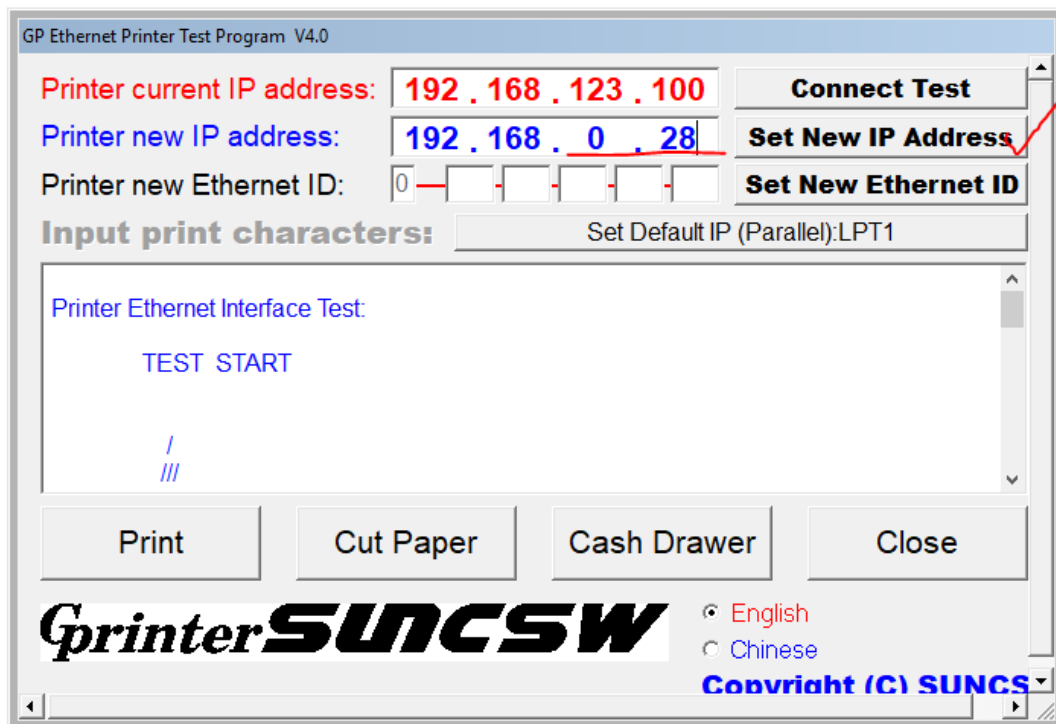 GP Ethernet Printer Test Program V4.0
Printer current IP address: 192 . 168 . 123 . 100 Connect Test
Printer new IP address: 192 . 168 . 0 . 28 Set New IP Address
Printer new Ethernet ID: 0 - - - - - Set New Ethernet ID
Input print characters: Set Default IP (Parallel):LPT1
Printer Ethernet Interface Test:
TEST START
/
///
Print Cut Paper Cash Drawer Close
Gprinter SUNCSW
English
Chinese
Copyright (C) SUNCS